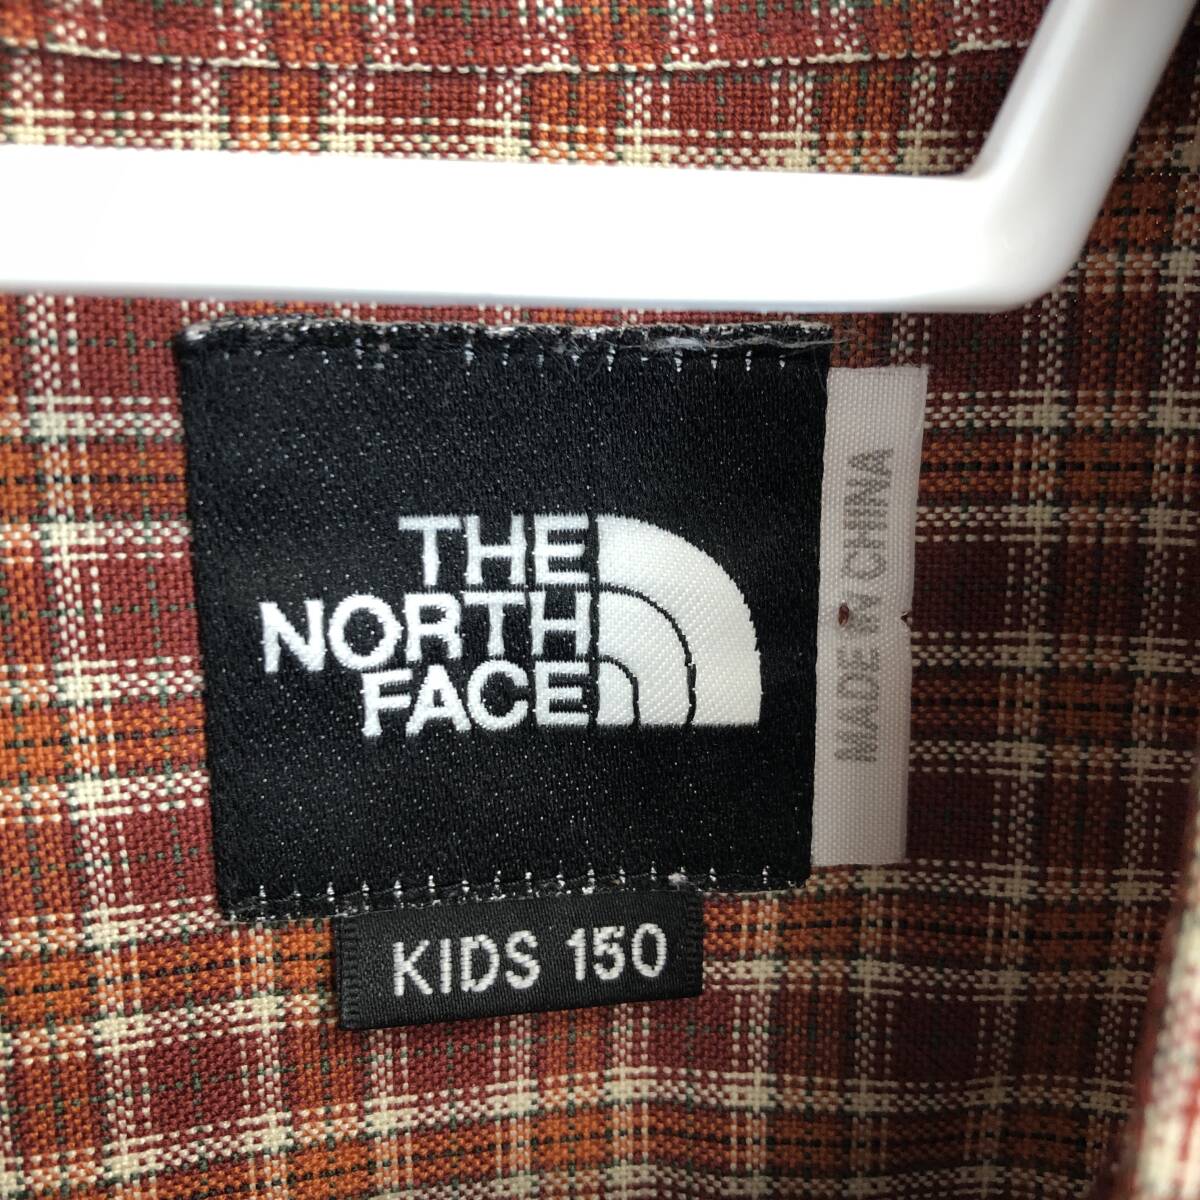 THE
NORTH
FACE
MADE IN CHINA
KIDS 150